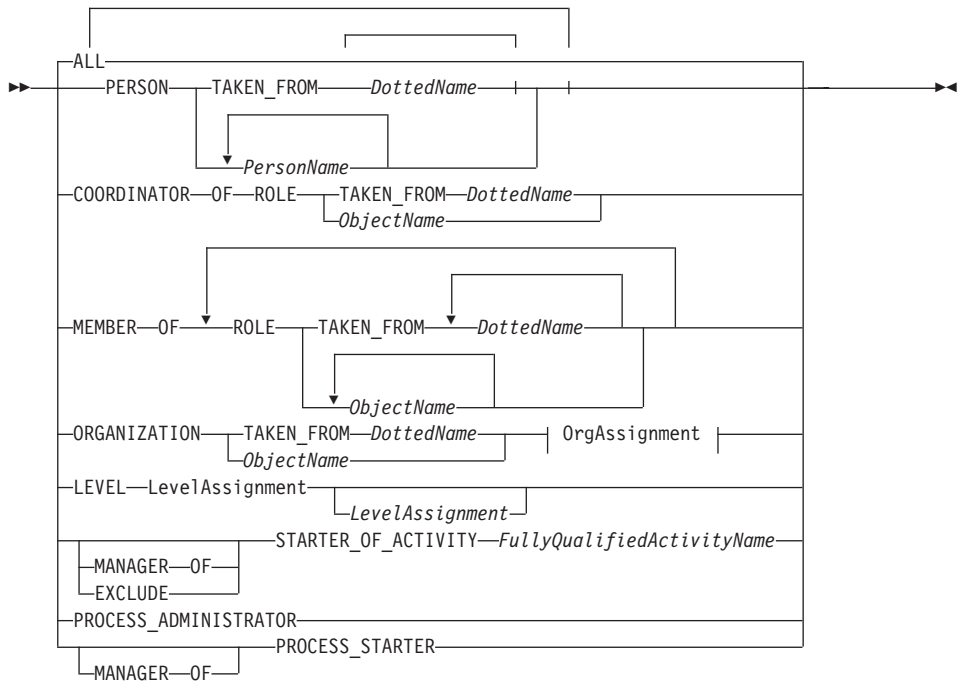 ALL
PERSON TAKEN_FROM DottedName
PersonName
COORDINATOR OF ROLE TAKEN_FROM DottedName
ObjectName
MEMBER OF ROLE TAKEN_FROM DottedName
ObjectName
ORGANIZATION TAKEN_FROM DottedName OrgAssignment
ObjectName
LEVEL LevelAssignment
LevelAssignment
STARTER_OF_ACTIVITY FullyQualifiedActivityName
MANAGER OF
EXCLUDE
PROCESS_ADMINISTRATOR
PROCESS_STARTER
MANAGER OF